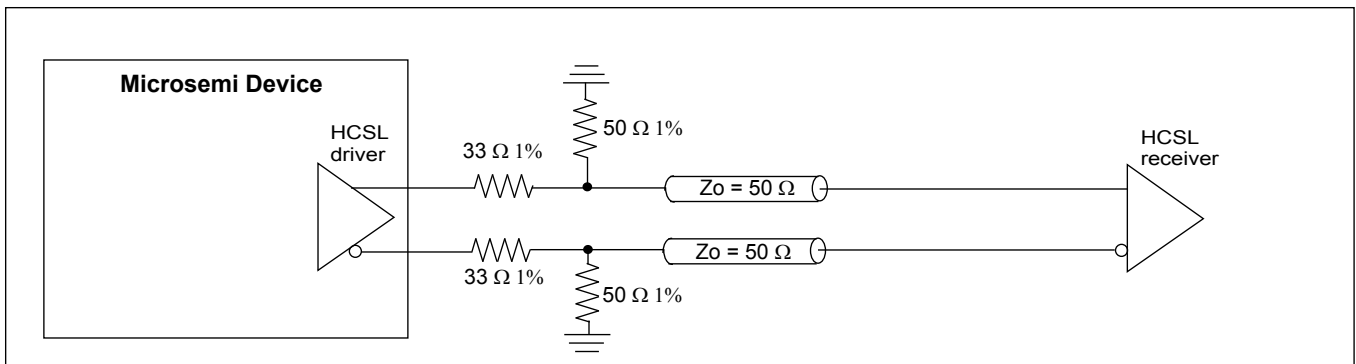 Microsemi Device
HCSL
driver
33 Ω 1%
50 Ω 1%
Zo = 50 Ω
HCSL
receiver
33 Ω 1%
50 Ω 1%
Zo = 50 Ω